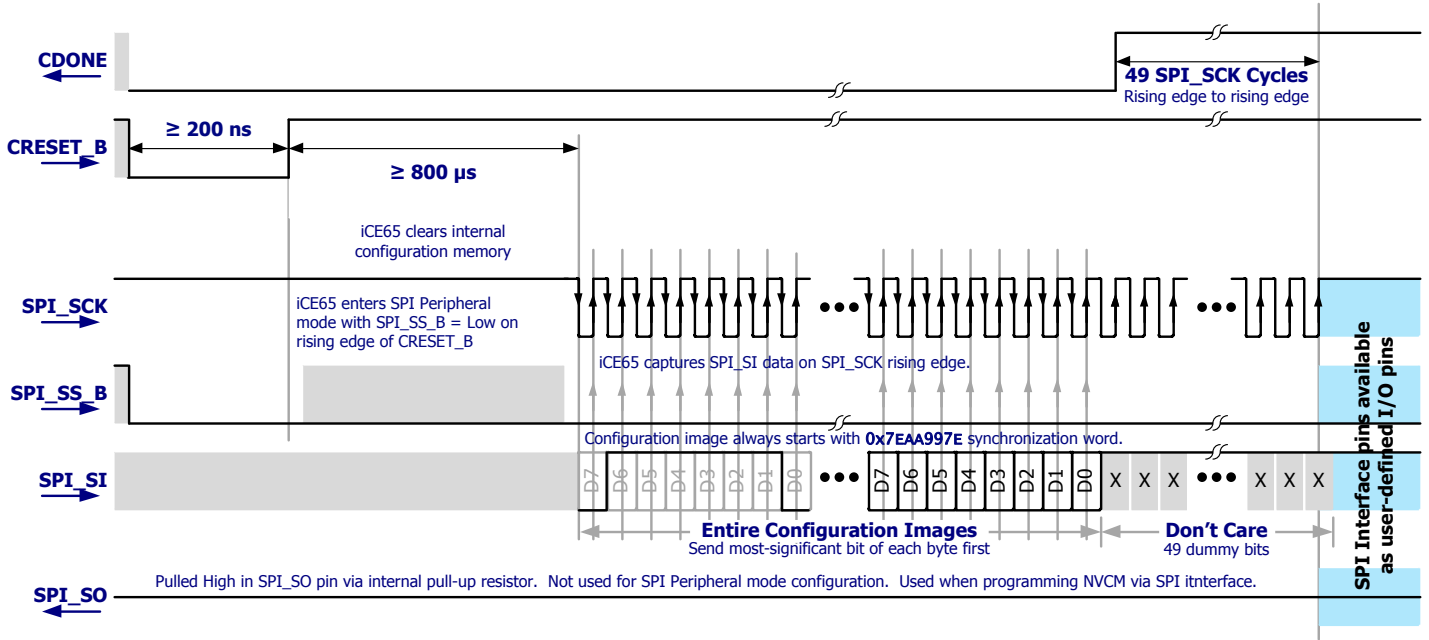 CDONE
49 SPI_SCK Cycles
Rising edge to rising edge
CRESET_B
≥ 200 ns
≥ 800 µs
iCE65 clears internal
configuration memory
SPI_SCK
iCE65 enters SPI Peripheral
mode with SPI_SS_B = Low on
rising edge of CRESET_B
iCE65 captures SPI_SI data on SPI_SCK rising edge.
SPI_SS_B
Configuration image always starts with 0x7EAA997E synchronization word.
SPI_SI
D7 D6 D5 D4 D3 D2 D1 D0 ••• D7 D6 D5 D4 D3 D2 D1 D0 X X X ••• X X X
Entire Configuration Images
Send most-significant bit of each byte first
Don't Care
49 dummy bits
SPI Interface pins available
as user-defined I/O pins
Pulled High in SPI_SO pin via internal pull-up resistor. Not used for SPI Peripheral mode configuration. Used when programming NVCM via SPI itnterface.
SPI_SO